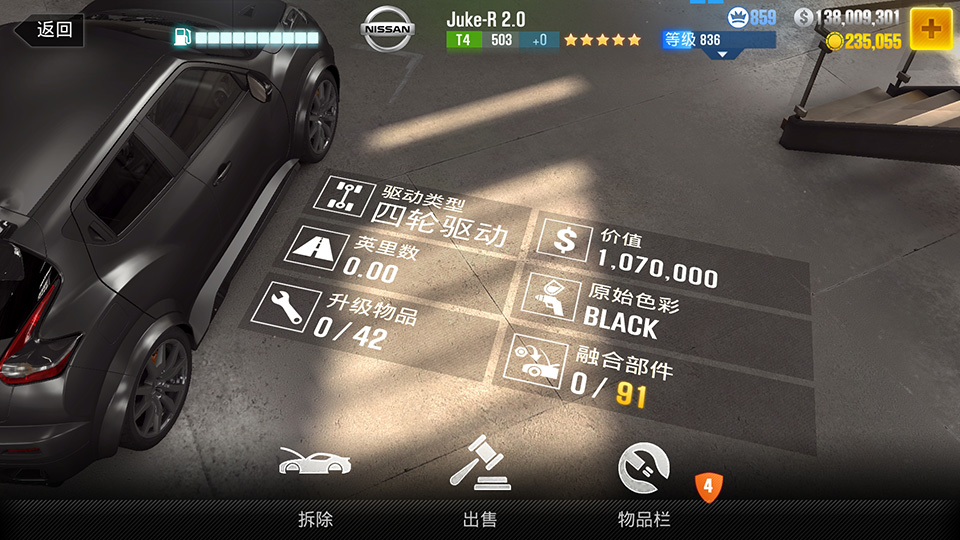 返回
NISSAN
Juke-R 2.0
T4 503 +0
859
138,009,301
等级 836
235,055
驱动类型
四轮驱动
英里数
0.00
升级物品
0 / 42
价值
1,070,000
原始色彩
BLACK
融合部件
0 / 91
拆除
出售
物品栏
4